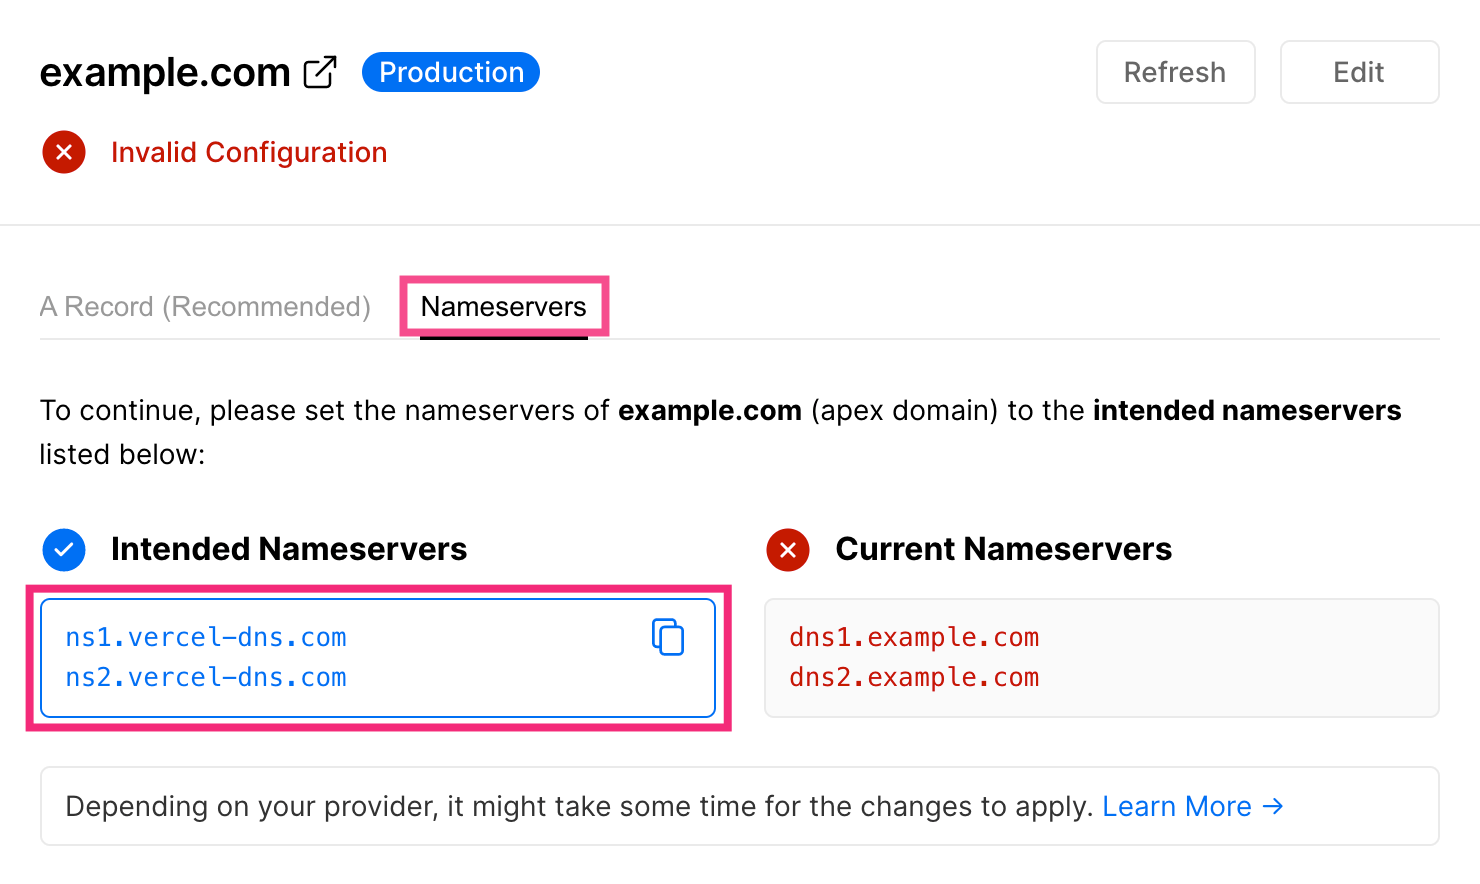 example.com
Production
Refresh
Edit
Invalid Configuration
A Record (Recommended)
Nameservers
To continue, please set the nameservers of example.com (apex domain) to the intended nameservers
listed below:
Intended Nameservers
ns1.vercel-dns.com
ns2.vercel-dns.com
Current Nameservers
dns1.example.com
dns2.example.com
Depending on your provider, it might take some time for the changes to apply. Learn More →